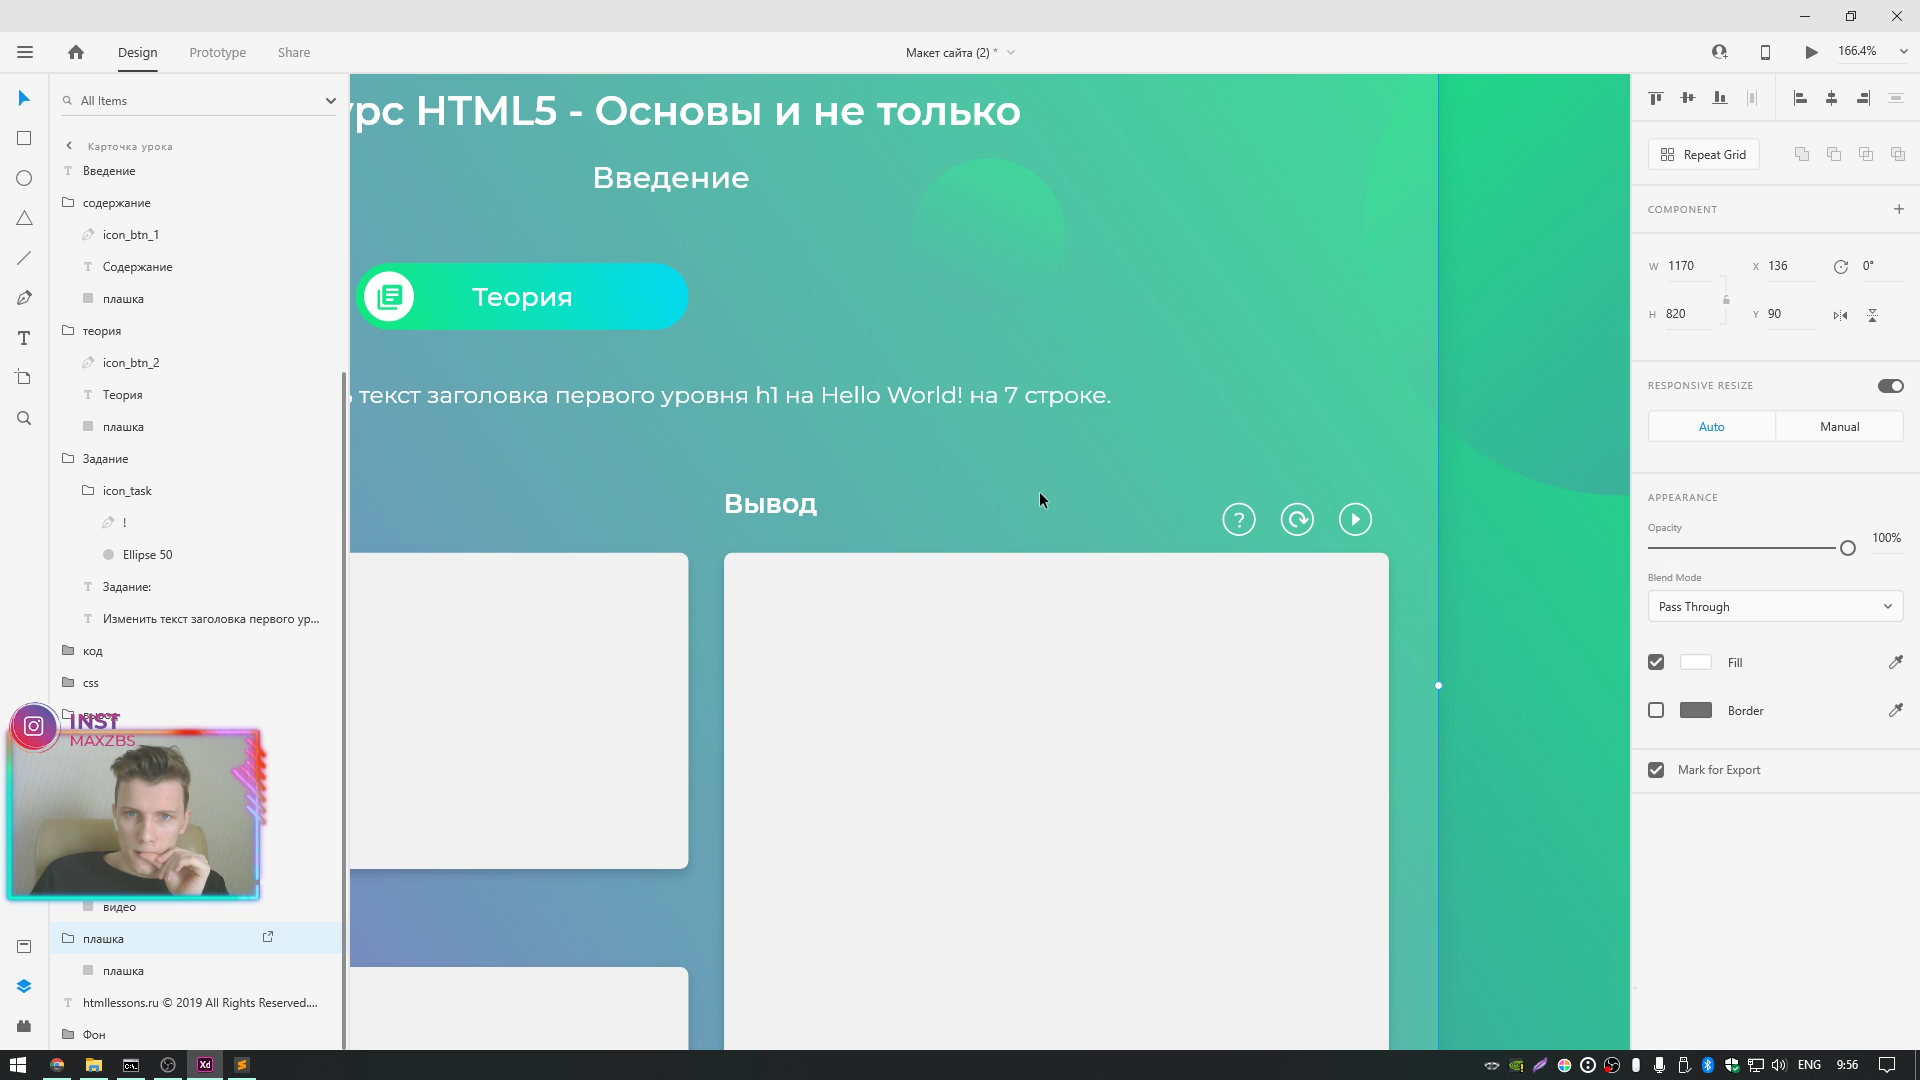 Design
Prototype
Share
Макет сайта (2) *
166.4%
All Items
Карточка урока
Введение
содержание
icon_btn_1
Содержание
плашка
теория
icon_btn_2
Теория
плашка
Задание
icon_task
!
Ellipse 50
Задание:
Изменить текст заголовка первого ур...
код
css
вывод
INST
MAXZBS
видео
плашка
плашка
htmllessons.ru © 2019 All Rights Reserved....
Фон
урс HTML5 - Основы и не только
Введение
Теория
ь текст заголовка первого уровня h1 на Hello World! на 7 строке.
Вывод
?
Repeat Grid
COMPONENT
W 1170
X 136
0°
H 820
Y 90
RESPONSIVE RESIZE
Auto
Manual
APPEARANCE
Opacity
100%
Blend Mode
Pass Through
Fill
Border
Mark for Export
Xd
ENG
9:56